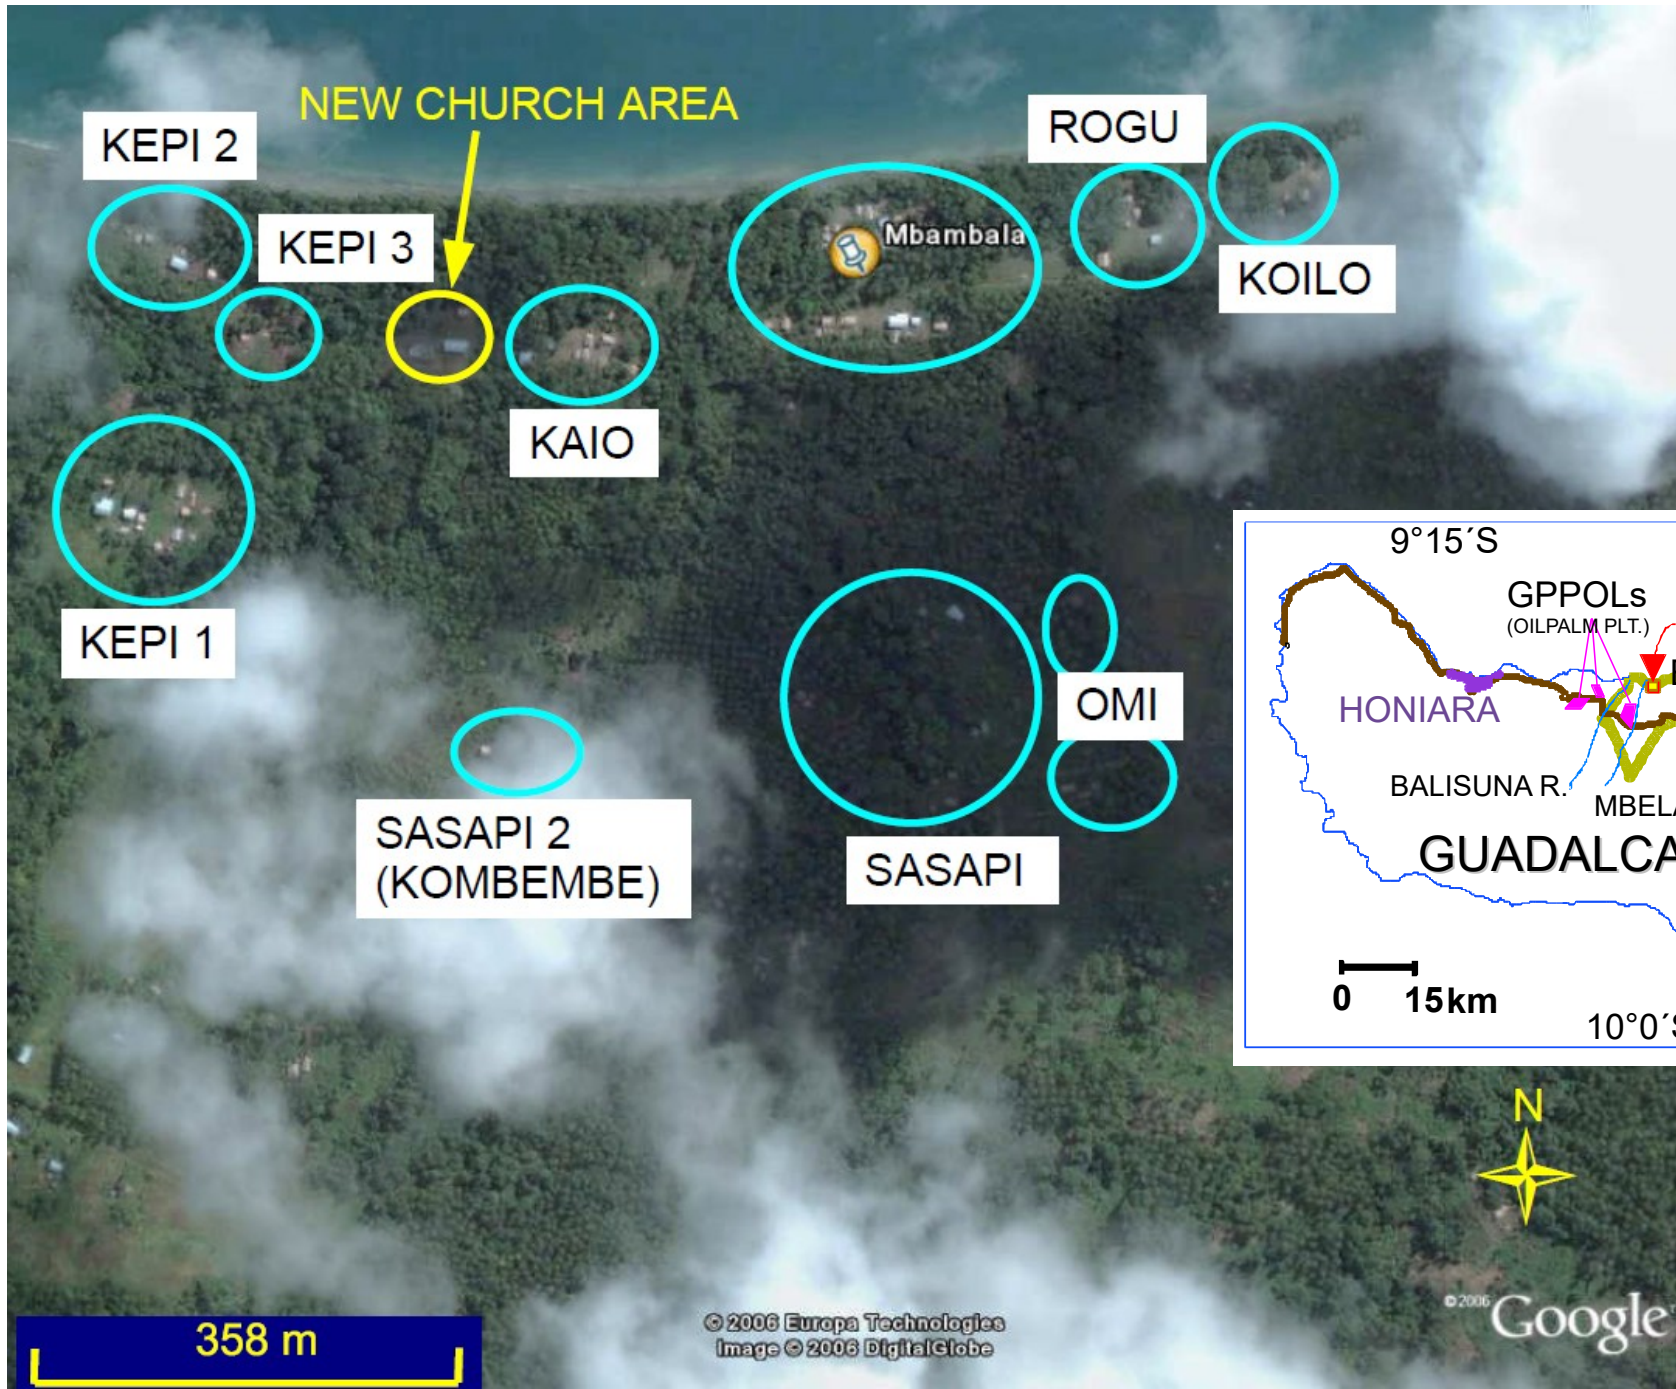 NEW CHURCH AREA
KEPI 2
ROGU
KEPI 3
Mbambala
KOILO
KAIO
KEPI 1
9°15´S
GPPOLs
(OILPALM PLT.)
HONIARA
OMI
BALISUNA R.
MBELA
SASAPI 2
(KOMBEMBE)
SASAPI
GUADALCA
0 15km
10°0´S
N
358 m
© 2006 Europa Technologies
Image © 2006 DigitalGlobe
©2006 Google